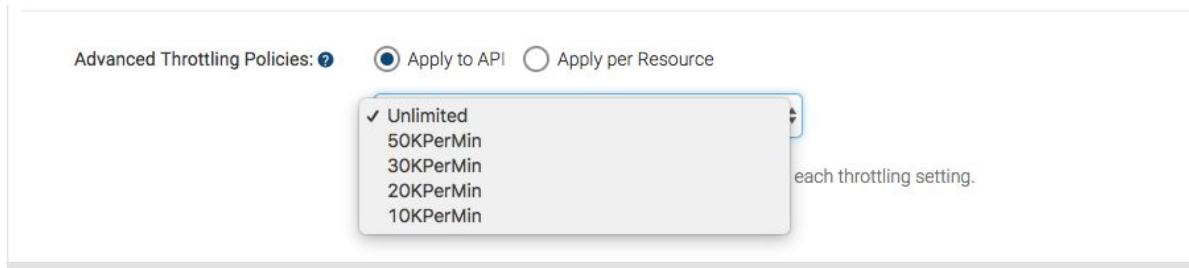 Advanced Throttling Policies: ? Apply to API Apply per Resource
✓ Unlimited
50KPerMin
30KPerMin
each throttling setting.
20KPerMin
10KPerMin